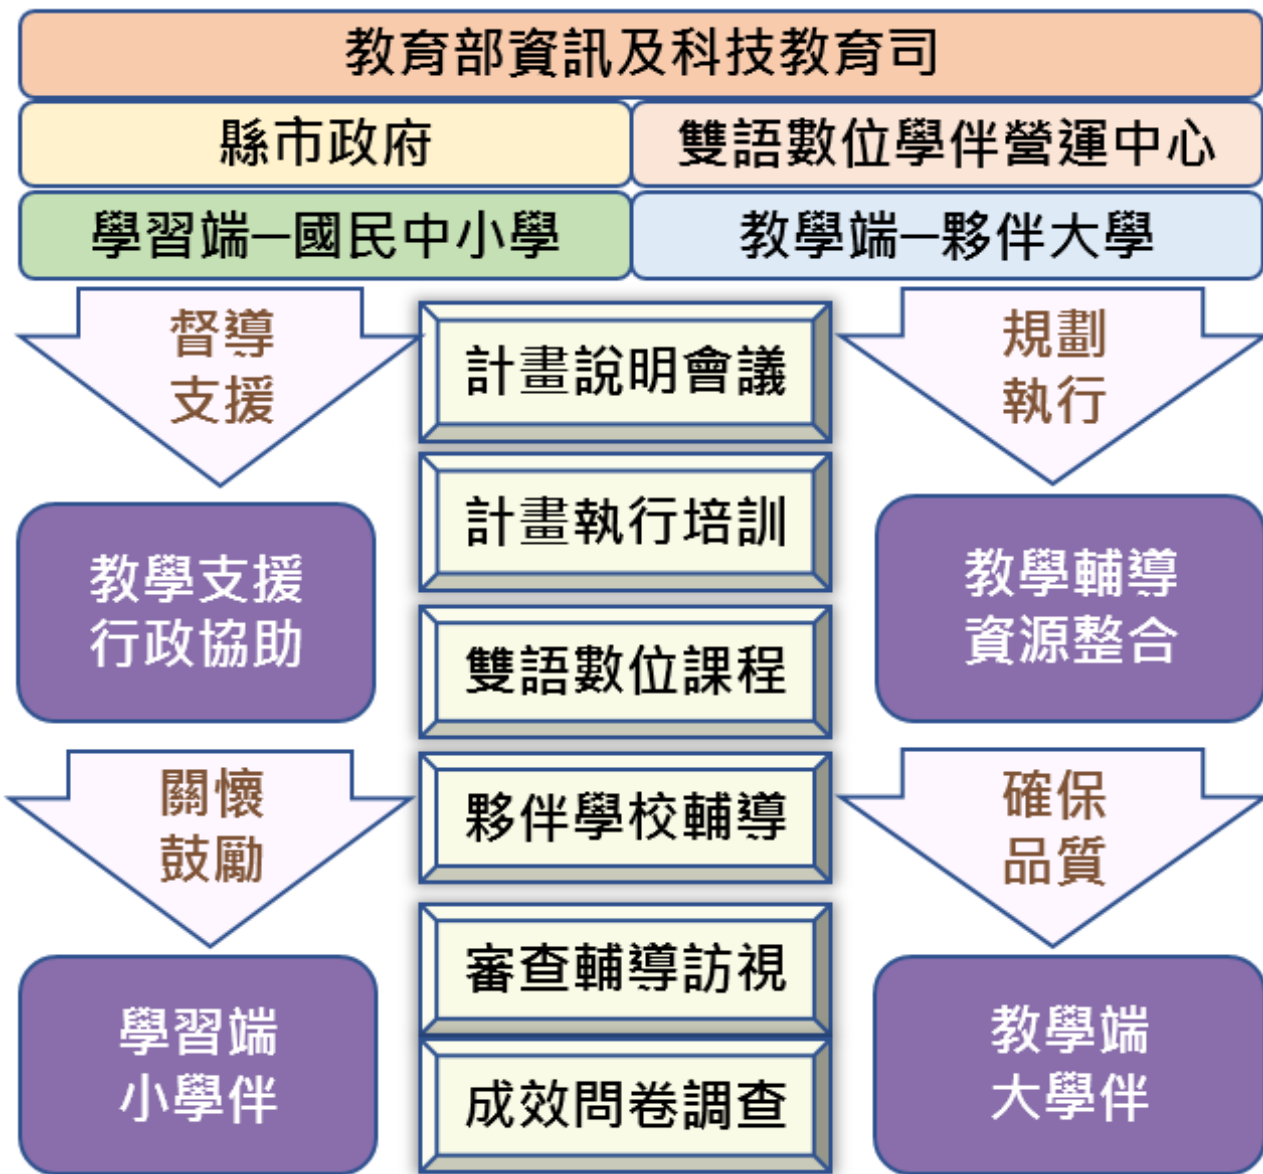 教育部資訊及科技教育司
縣市政府
雙語數位學伴營運中心
學習端─國民中小學
教學端─夥伴大學
督導
支援
計畫說明會議
規劃
執行
計畫執行培訓
教學支援
行政協助
教學輔導
資源整合
雙語數位課程
關懷
鼓勵
夥伴學校輔導
確保
品質
審查輔導訪視
學習端
小學伴
教學端
大學伴
成效問卷調查